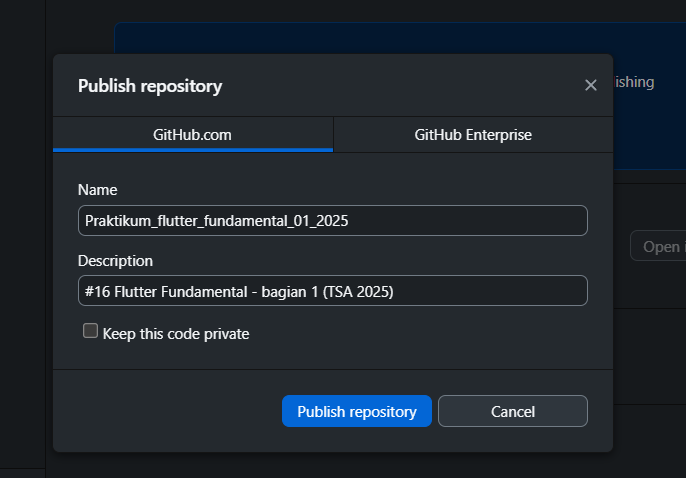 Publish repository
ishing
GitHub.com
GitHub Enterprise
Name
Praktikum_flutter_fundamental_01_2025
Description
#16 Flutter Fundamental - bagian 1 (TSA 2025)
Open i
Keep this code private
Publish repository
Cancel